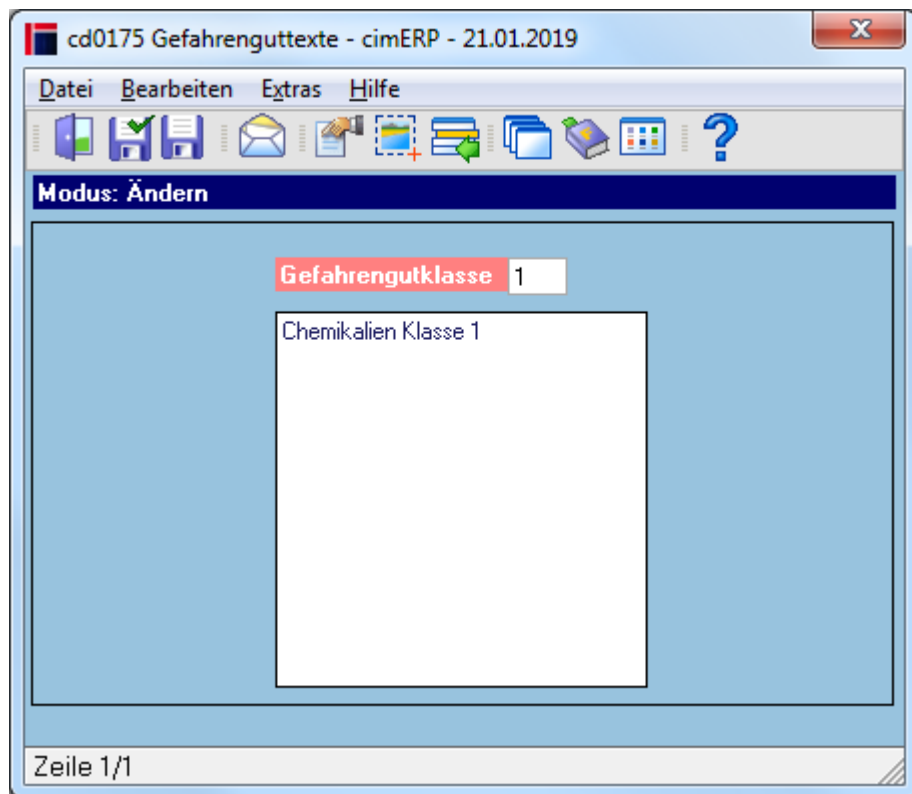 cd0175 Gefahrenguttexte - cimERP - 21.01.2019
Datei Bearbeiten Extras Hilfe
Modus: Ändern
Gefahrengutklasse 1
Chemikalien Klasse 1
Zeile 1/1